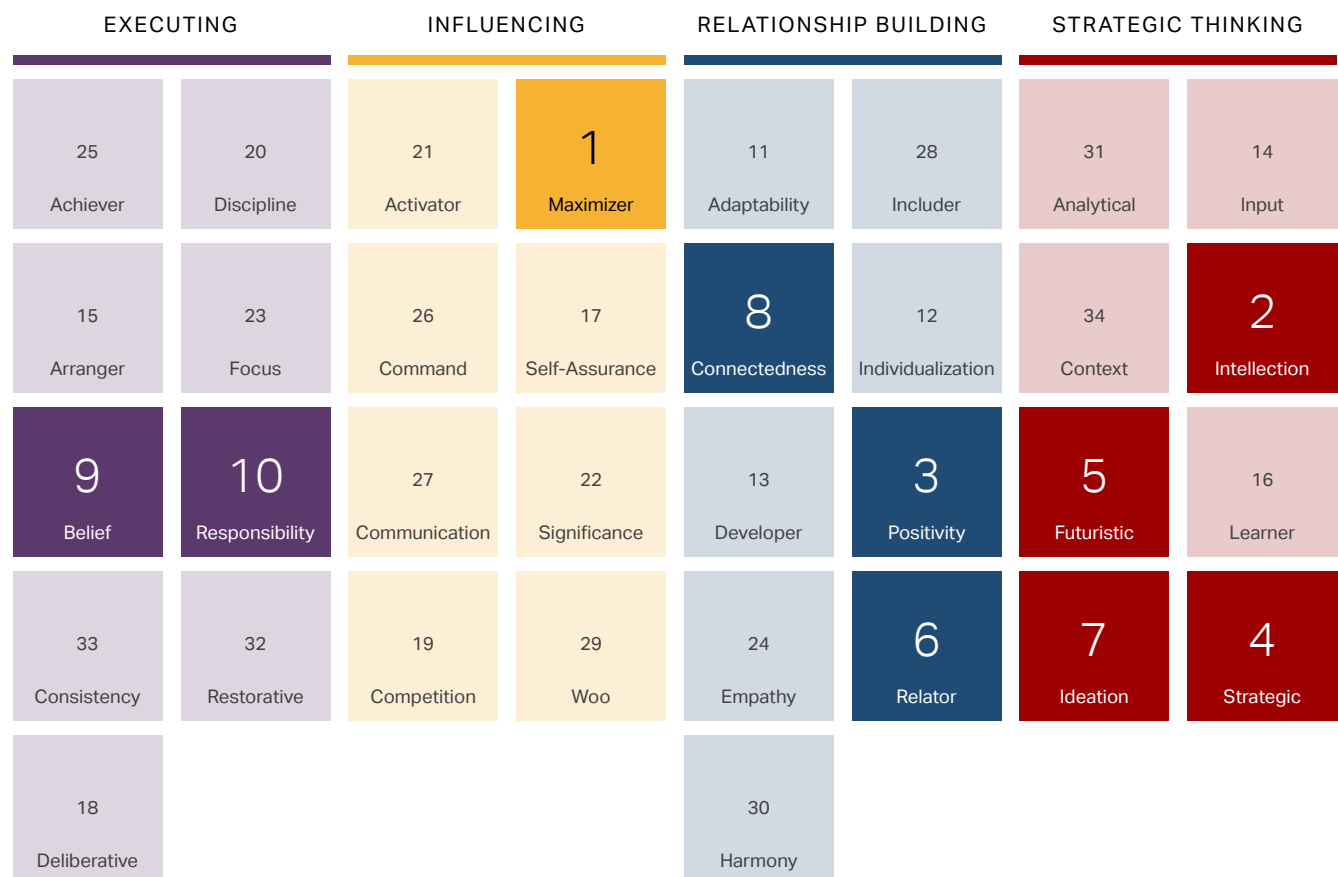 EXECUTING INFLUENCING RELATIONSHIP BUILDING STRATEGIC THINKING
25 20 21 1 11 28 31 14
Achiever Discipline Activator Maximizer Adaptability Includer Analytical Input
15 23 26 17 8 12 34 2
Arranger Focus Command Self-Assurance Connectedness Individualization Context Intellection
9 10 27 22 13 3 5 16
Belief Responsibility Communication Significance Developer Positivity Futuristic Learner
33 32 19 29 24 6 7 4
Consistency Restorative Competition Woo Empathy Relator Ideation Strategic
18 30
Deliberative Harmony